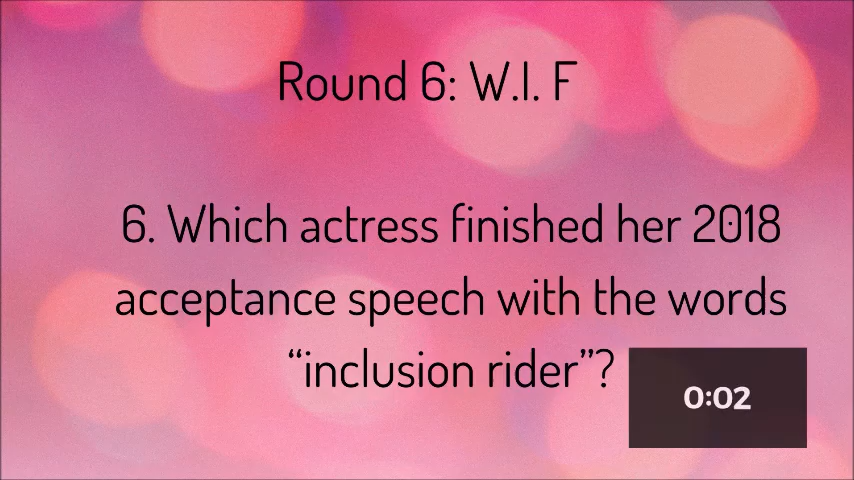 Round 6: W.I. F
6. Which actress finished her 2018
acceptance speech with the words
“inclusion rider”?
0:02